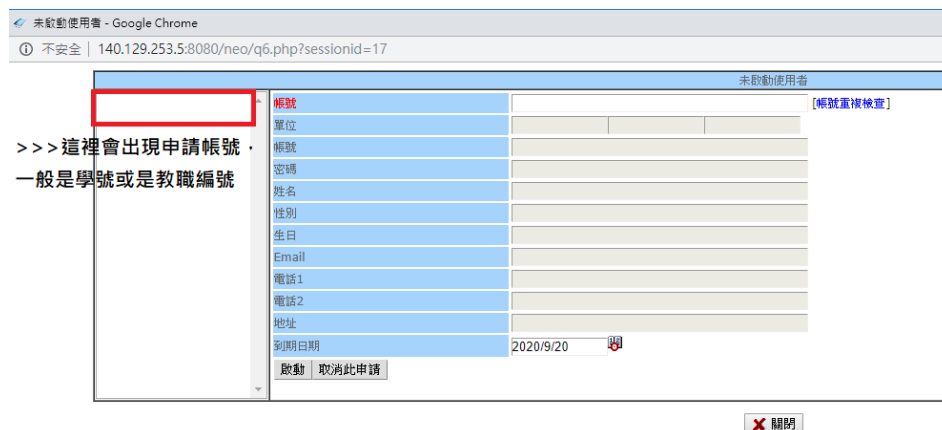 未啟動使用者 - Google Chrome
不安全 | 140.129.253.5:8080/neo/q6.php?sessionid=17
未啟動使用者
帳號 [帳號重複檢查]
單位
帳號
密碼
姓名
性別
生日
Email
電話1
電話2
地址
到期日期 2020/9/20
啟動 取消此申請
>>>這裡會出現申請帳號，
一般是學號或是教職編號
關閉